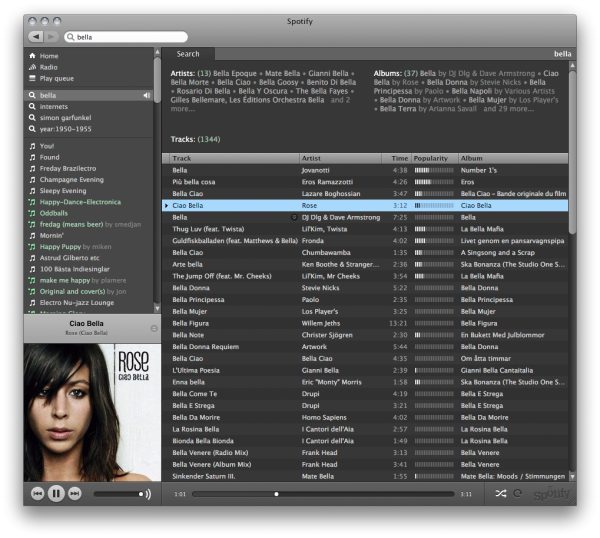 Spotify
bella
Home
Radio
Play queue
bella
internets
simon garfunkel
year:1950-1955
You!
Found
Freday Brazilectro
Champagne Evening
Sleepy Evening
Happy-Dance-Electronica
Oddballs
fredag (means beer) by smedjan
Mornin'
Happy Puppy by miken
Astrud Gilberto etc
100 Bästa Indiesinglar
make me happy by plamere
Original and cover(s) by Jon
Electro Nu-jazz Lounge
Ciao Bella
Rose (Ciao Bella)
ROSE
CIAO BELLA
Search
bella
Artists: (13) Bella Epoque • Mate Bella • Gianni Bella •
Bella Morte • Bella Ciao • Bella Goosy • Benito Di Bella
• Rosario Di Bella • Bella Y Oscura • The Bella Fayes •
Gilles Bellemare, Les Éditions Orchestra Bella and 2
more...
Albums: (37) Bella by DJ Dlg & Dave Armstrong • Ciao
Bella by Rose • Bella Donna by Stevie Nicks • Bella
Principessa by Paolo • Bella Napoli by Various Artists
• Bella Donna by Artwork • Bella Mujer by Los Player's
• Bella Terra by Arianna Savall and 29 more...
Tracks: (1344)
Track Artist Time Popularity Album
Bella Jovanotti 4:38 Number 1's
Più bella cosa Eros Ramazzotti 4:26 Eros
Bella Ciao Lazare Boghossian 3:47 Bella Ciao – Bande originale du film
Ciao Bella Rose 3:12 Ciao Bella
Bella DJ Dlg & Dave Armstrong 7:25 Bella
Thug Luv (feat. Twista) Lil'Kim, Twista 4:13 La Bella Mafia
Guldfiskballaden (feat. Matthews & Bella) Fronda 4:02 Livet genom en pansarvagnspipa
Bella Ciao Chumbawamba 1:35 A Singsong and a Scrap
Arte bella Ken Boothe & Stranger... 2:36 Ska Bonanza (The Studio One S...
The Jump Off (feat. Mr. Cheeks) Lil'Kim, Mr Cheeks 3:54 La Bella Mafia
Bella Donna Stevie Nicks 5:22 Bella Donna
Bella Principessa Paolo 2:35 Bella Principessa
Bella Mujer Los Player's 3:25 Bella Mujer
Bella Figura Willem Jeths 13:21 Bella Figura
Bella Note Christer Sjögren 2:30 En Bukett Med Julblommor
Bella Donna Requiem Artwork 5:44 Bella Donna
Bella Ciao Bella Ciao 4:35 Om åtta timmar
L'Ultima Poesia Gianni Bella 2:39 Gianni Bella Cantaitalia
Enna bella Eric "Monty" Morris 1:58 Ska Bonanza (The Studio One S...
Bella Come Te Drupi 4:19 Bella E Strega
Bella E Strega Drupi 4:14 Bella E Strega
Bella Da Morire Homo Sapiens 4:02 Bella Da Morire
La Rosina Bella I Cantori dell'Aia 2:57 La Rosina Bella
Bionda Bella Bionda I Cantori dell'Aia 1:44 La Rosina Bella
Bella Venere (Radio Mix) Frank Head 3:13 Bella Venere
Bella Venere (Album Mix) Frank Head 3:41 Bella Venere
Sinkender Saturn III. Mate Bella 1:55 Mate Bella: Moods / Stimmungen
1:01
3:11
Spotify